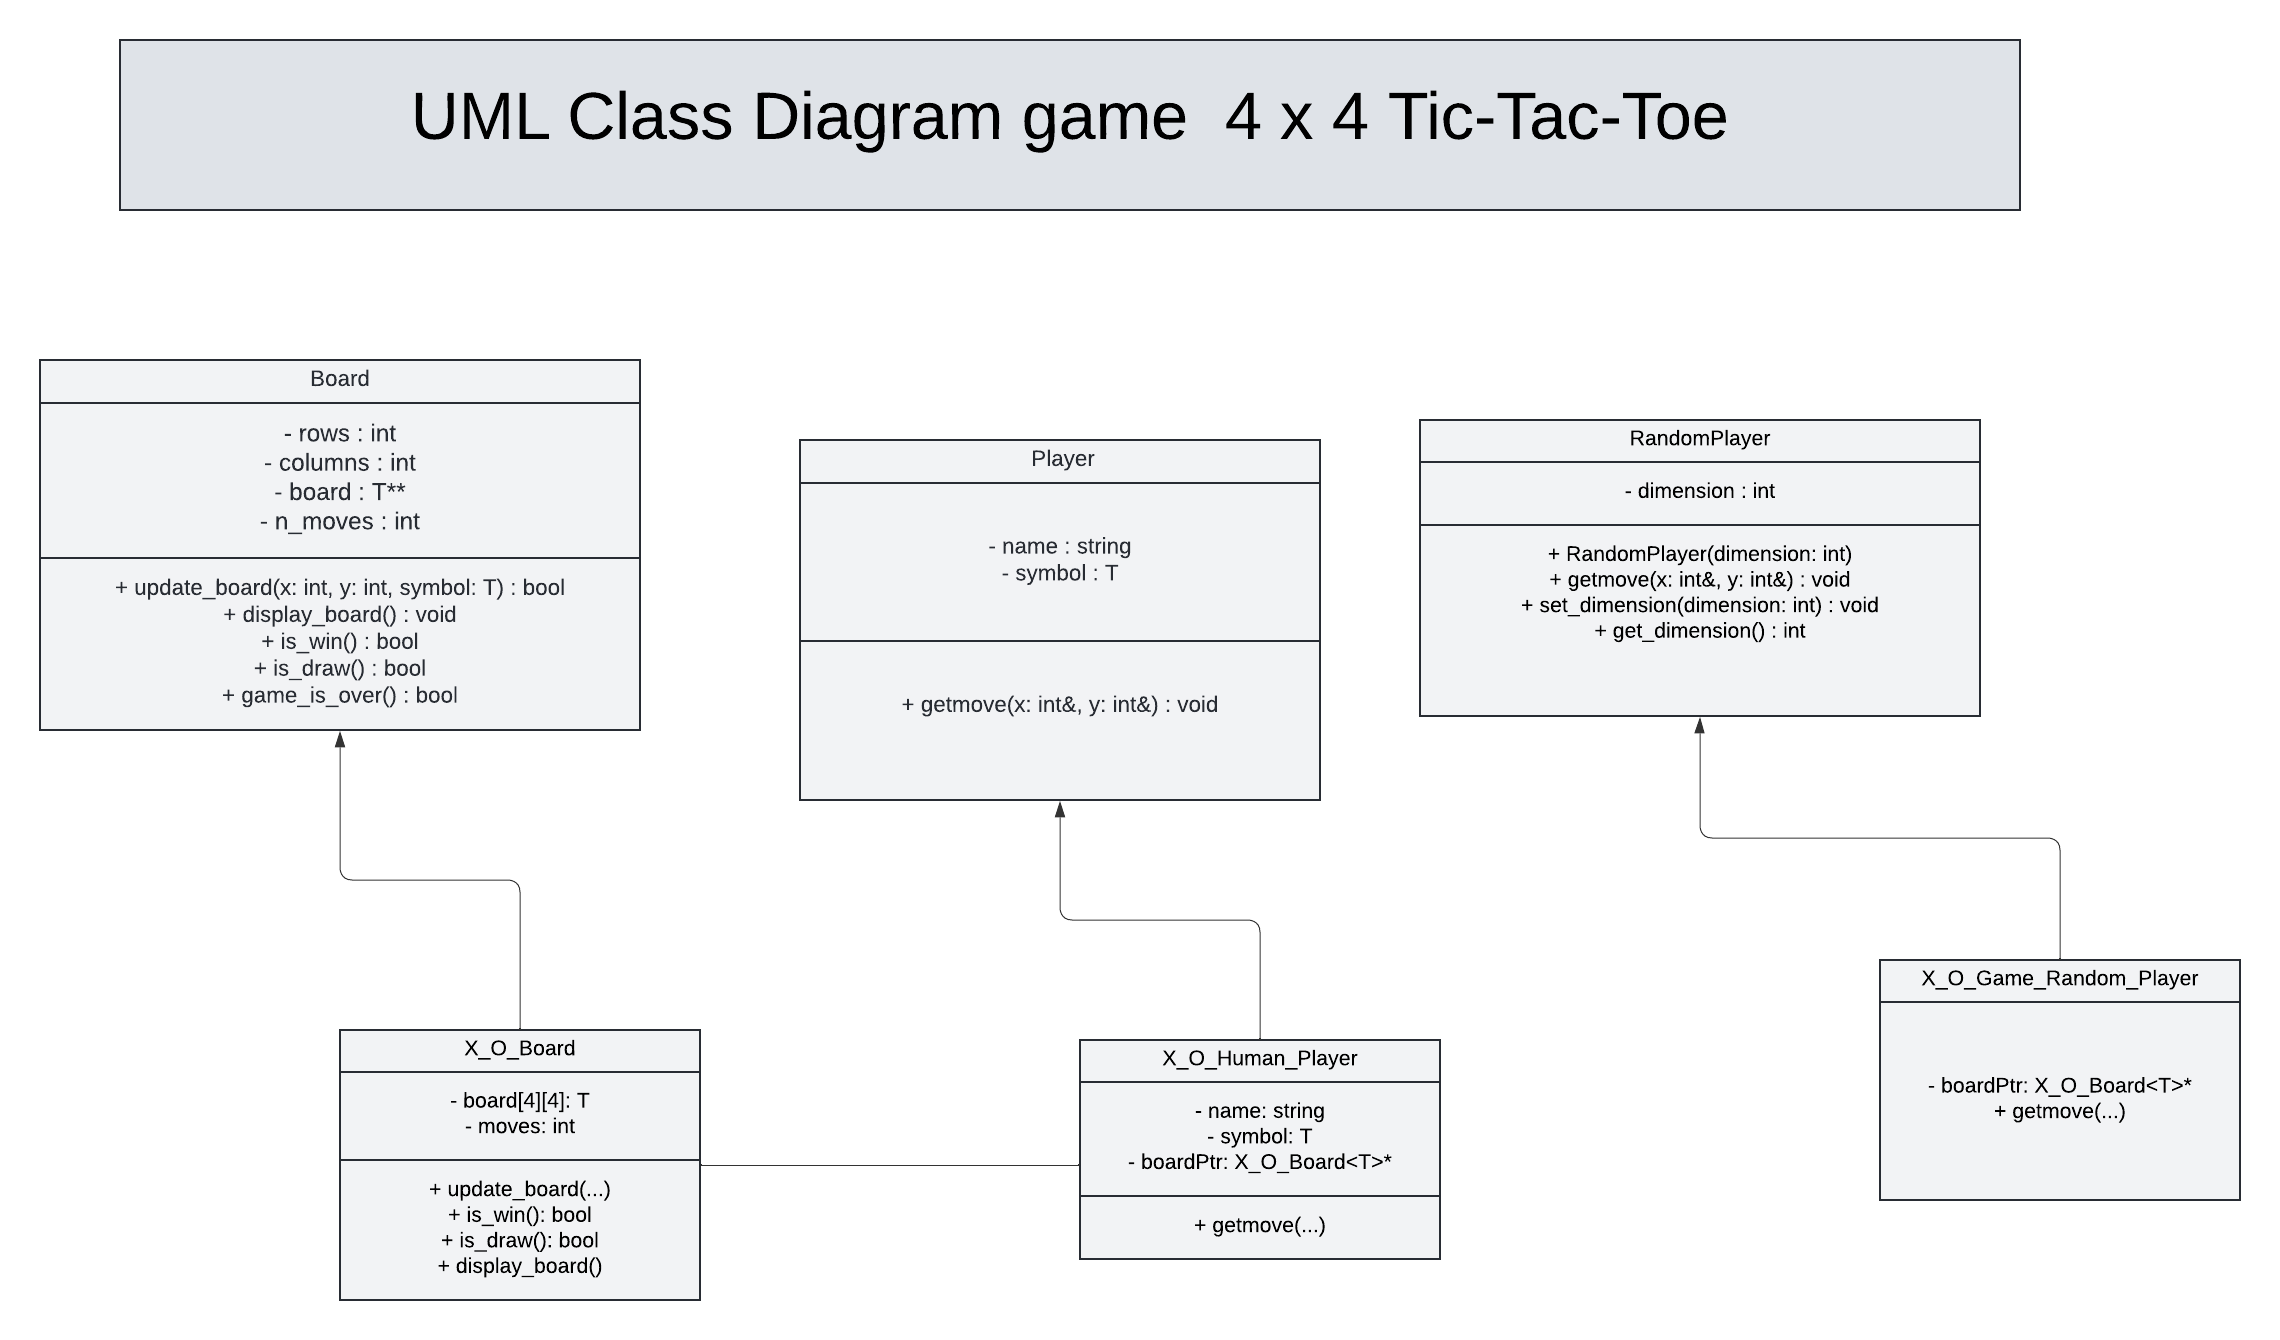 UML Class Diagram game  4 x 4 Tic-Tac-Toe
Board
- rows : int
- columns : int
- board : T**
- n_moves : int
+ update_board(x: int, y: int, symbol: T) : bool
+ display_board() : void
+ is_win() : bool
+ is_draw() : bool
+ game_is_over() : bool
Player
- name : string
- symbol : T
+ getmove(x: int&, y: int&) : void
RandomPlayer
- dimension : int
+ RandomPlayer(dimension: int)
+ getmove(x: int&, y: int&) : void
+ set_dimension(dimension: int) : void
+ get_dimension() : int
X_O_Board
- board[4][4]: T
- moves: int
+ update_board(...)
+ is_win(): bool
+ is_draw(): bool
+ display_board()
X_O_Human_Player
- name: string
- symbol: T
- boardPtr: X_O_Board<T>*
+ getmove(...)
X_O_Game_Random_Player
- boardPtr: X_O_Board<T>*
+ getmove(...)